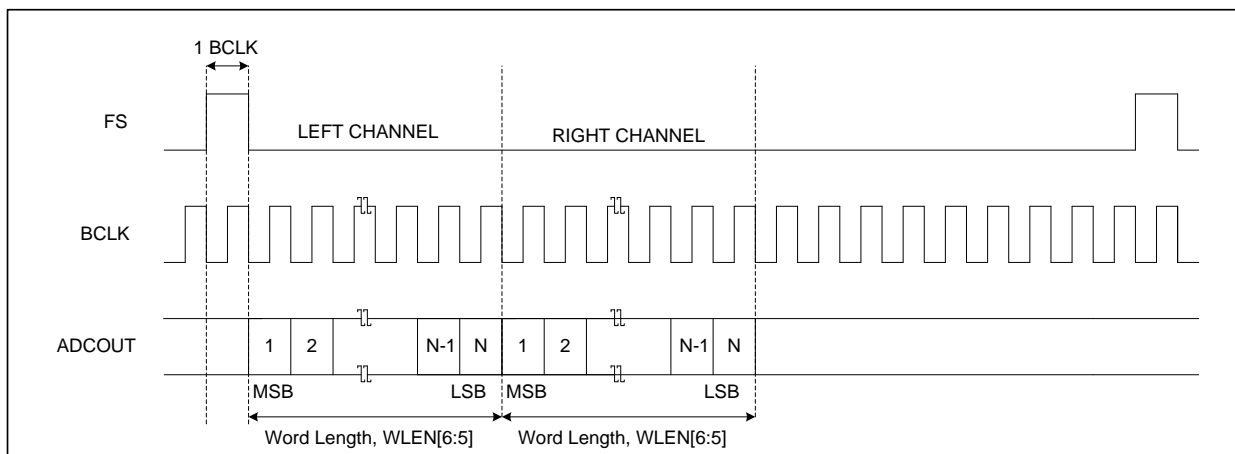 1 BCLK
FS
LEFT CHANNEL
RIGHT CHANNEL
BCLK
ADCOUT
1 2 N-1 N 1 2 N-1 N
MSB LSB MSB LSB
Word Length, WLEN[6:5] Word Length, WLEN[6:5]